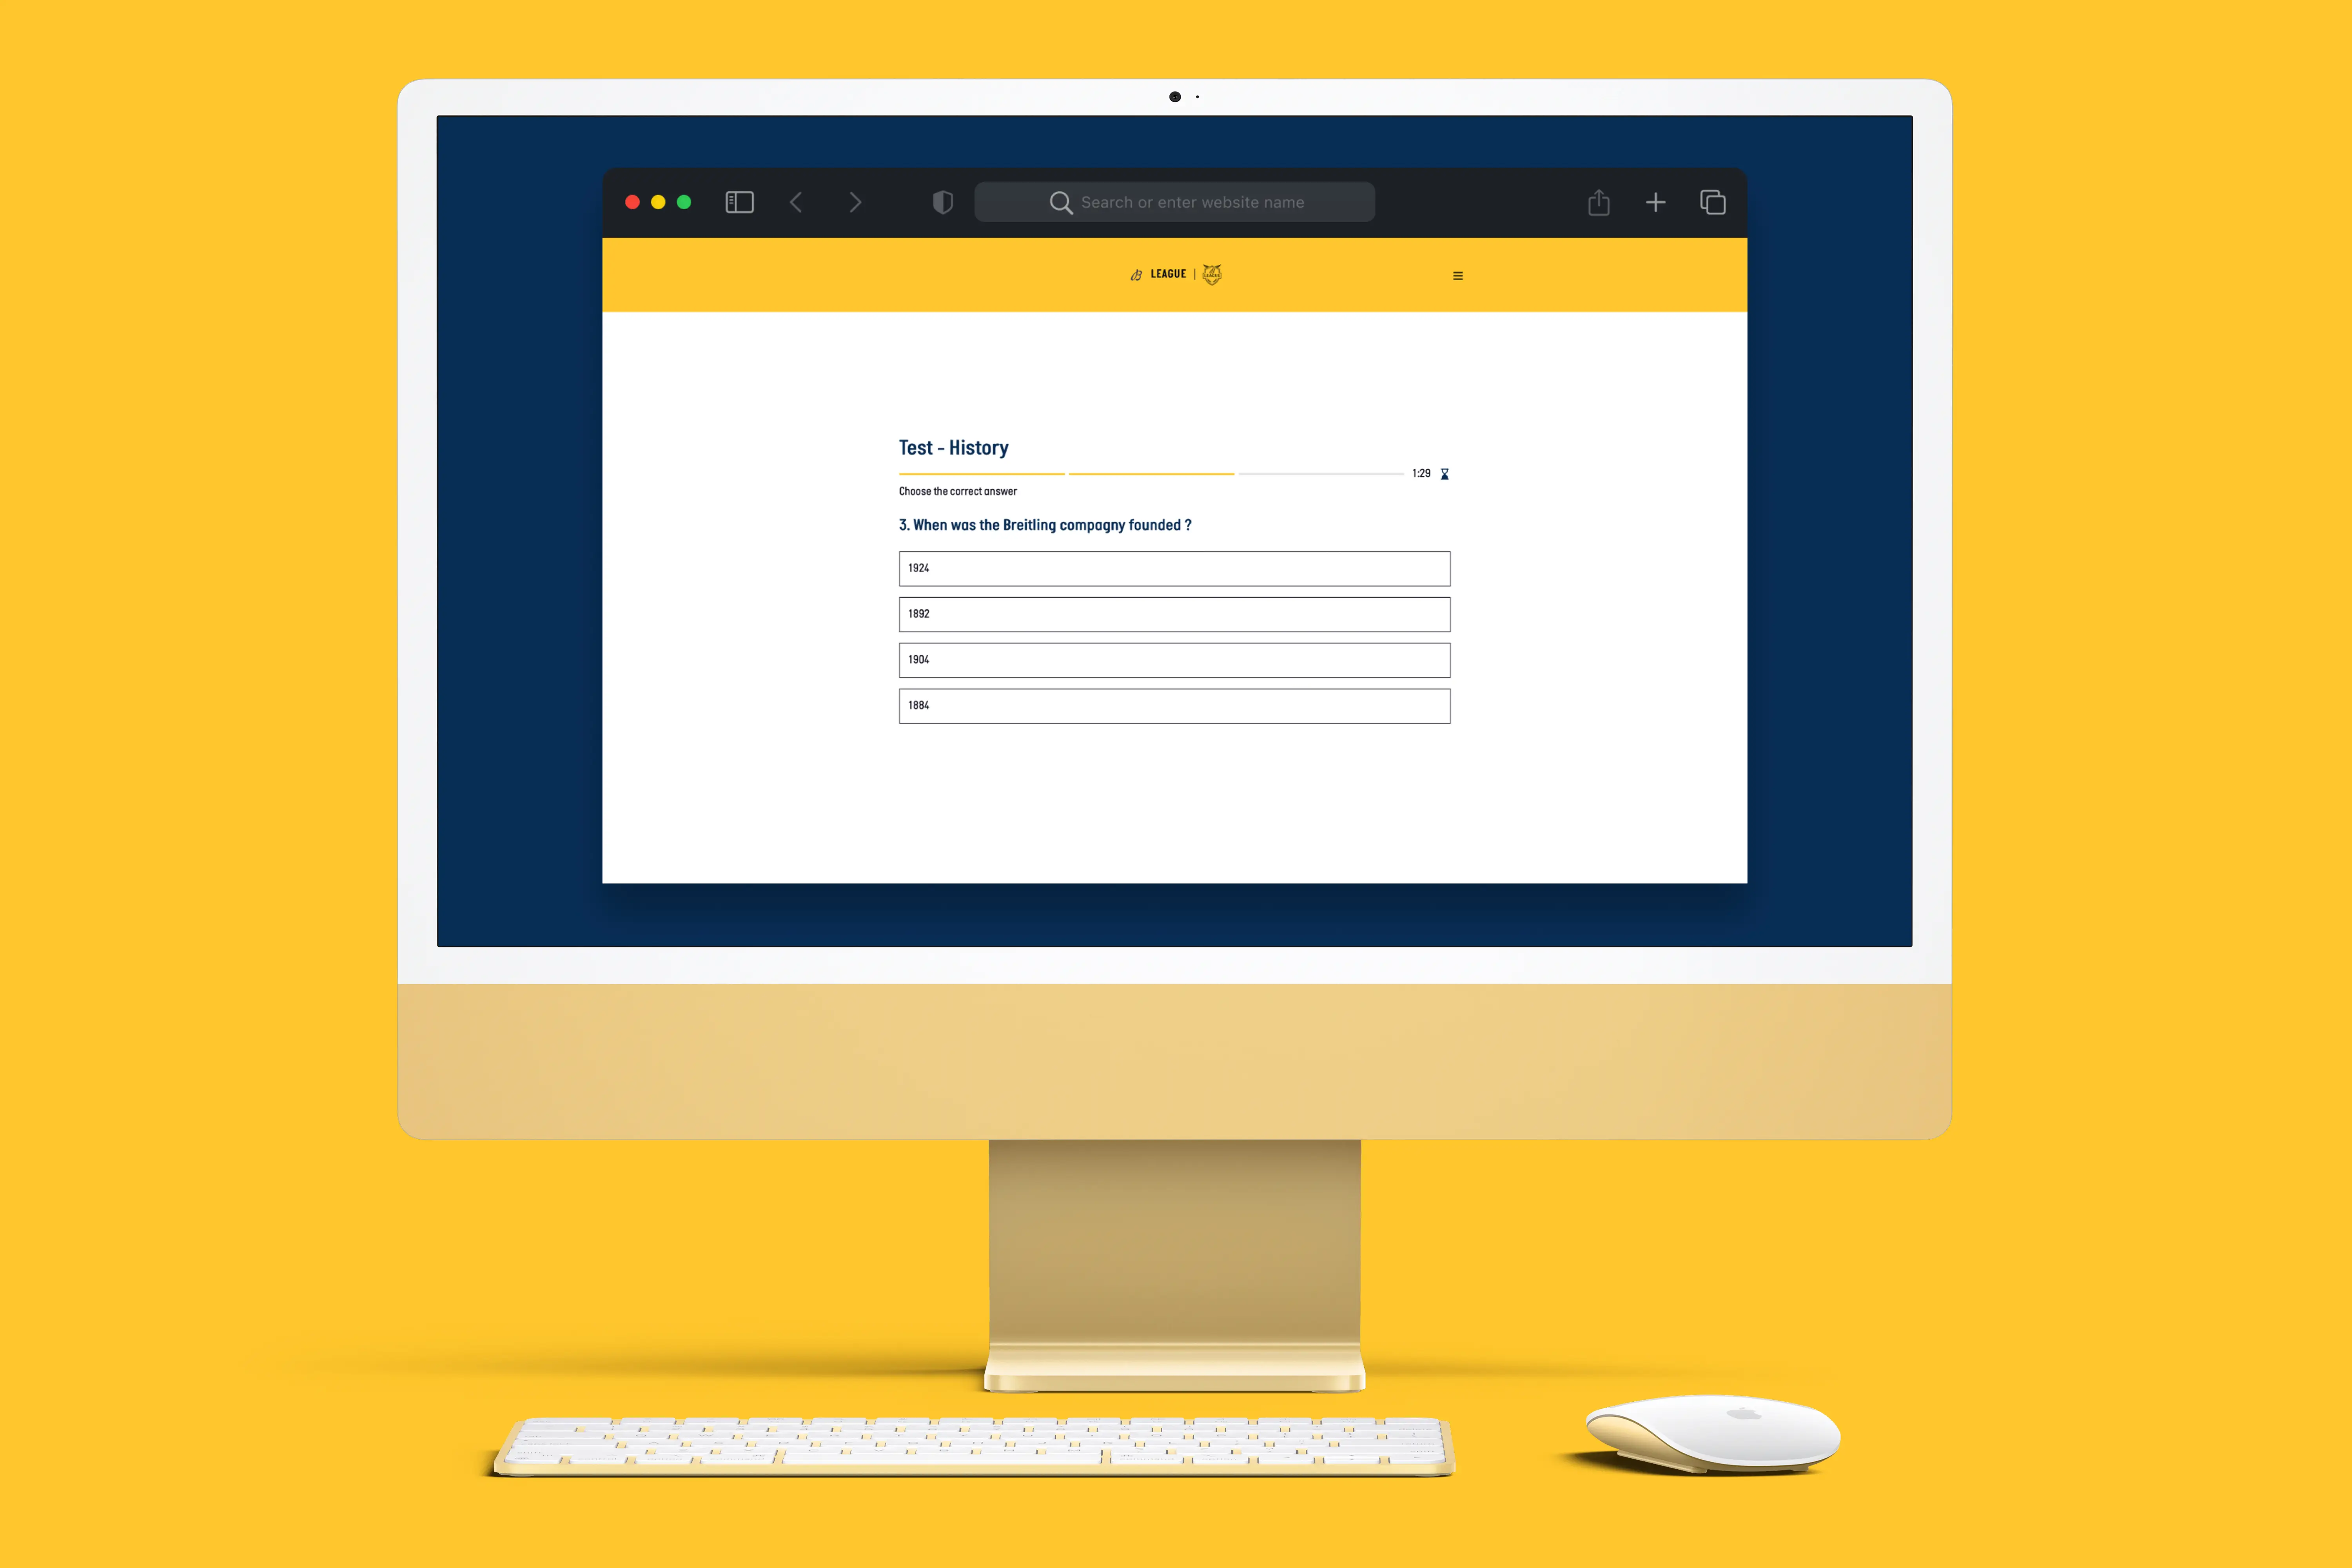 Search or enter website name
B LEAGUE |
Test - History
1:29
Choose the correct answer
3. When was the Breitling compagny founded ?
1924
1892
1904
1884